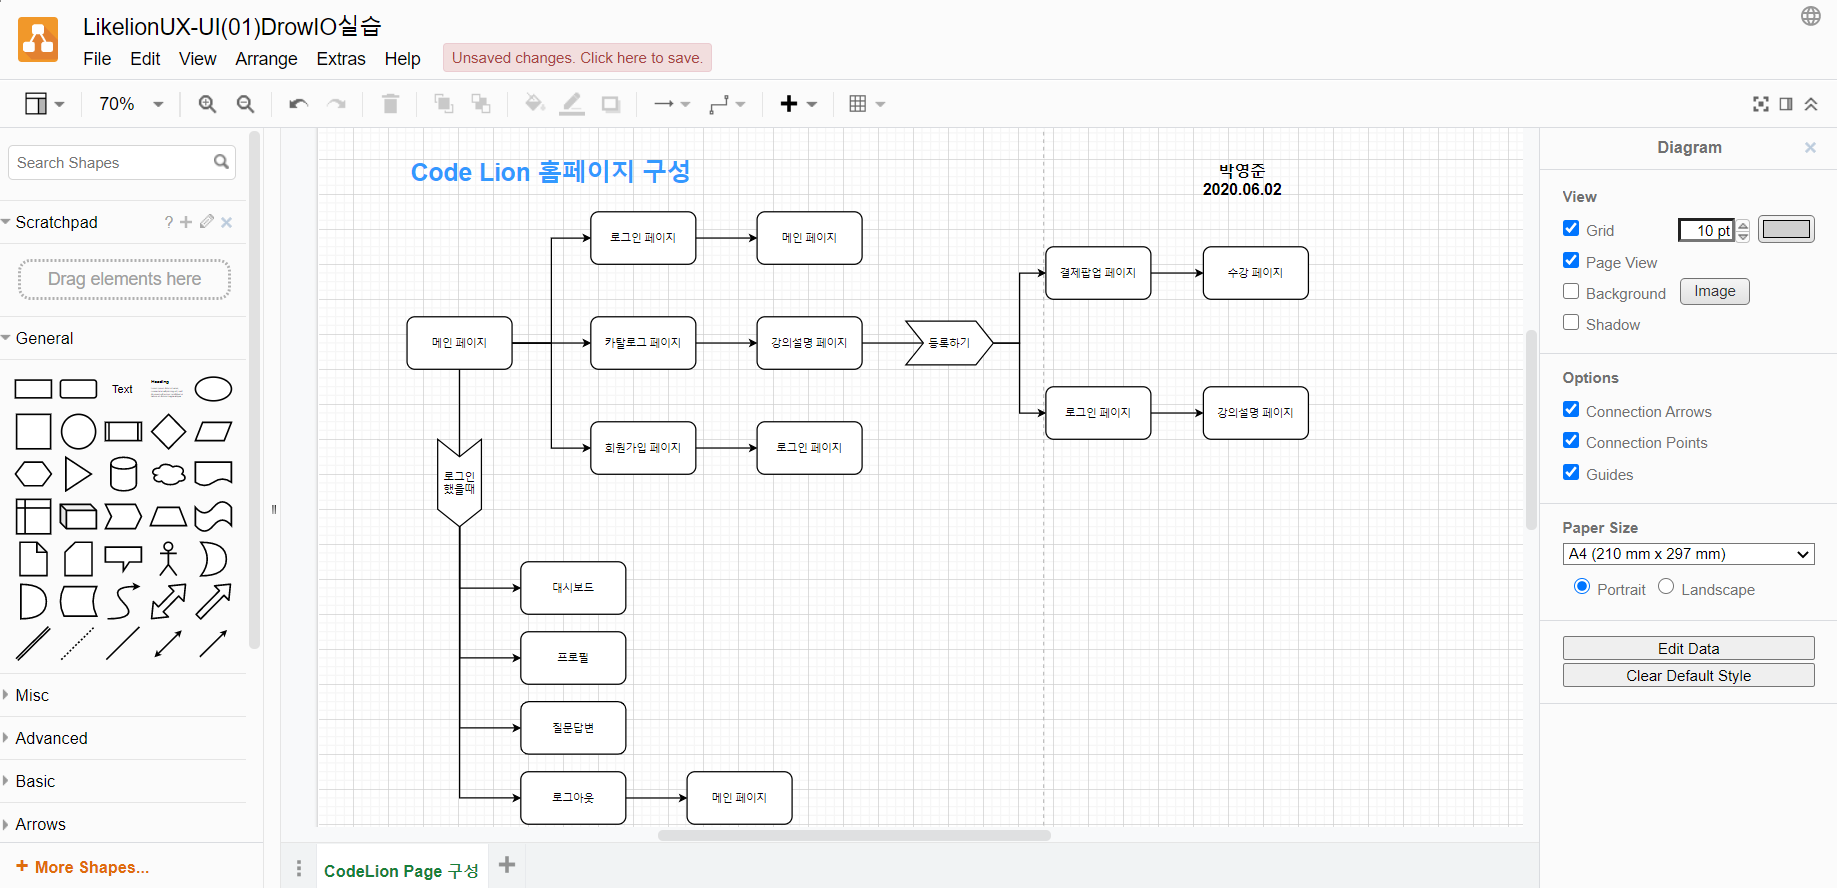 LikelionUX-UI(01)DrowIO실습
File Edit View Arrange Extras Help Unsaved changes. Click here to save.
70%
Search Shapes
Scratchpad ?
Drag elements here
General
Text
Heading
Misc
Advanced
Basic
Arrows
+ More Shapes...
Code Lion 홈페이지 구성
박영준
2020.06.02
로그인 페이지
메인 페이지
결제팝업 페이지
수강 페이지
메인 페이지
카탈로그 페이지
강의설명 페이지
등록하기
로그인 페이지
강의설명 페이지
회원가입 페이지
로그인 페이지
로그인
했을때
대시보드
프로필
질문답변
로그아웃
메인 페이지
CodeLion Page 구성
Diagram
View
Grid 10 pt
Page View
Background Image
Shadow
Options
Connection Arrows
Connection Points
Guides
Paper Size
A4 (210 mm x 297 mm)
Portrait Landscape
Edit Data
Clear Default Style